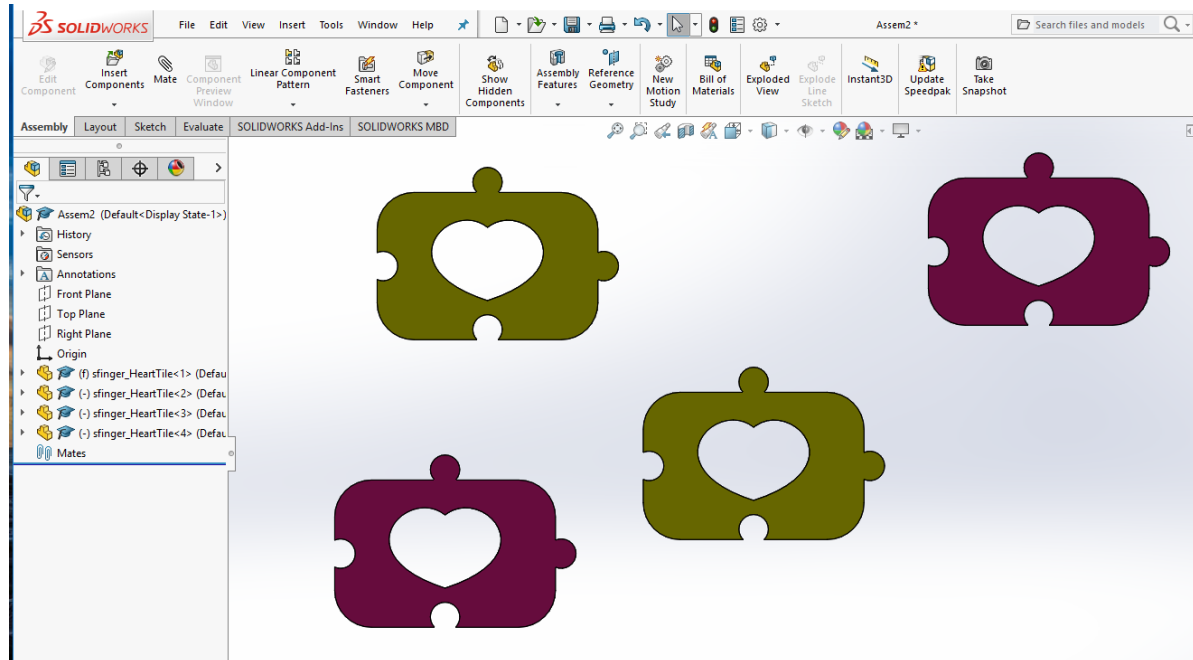 SOLIDWORKS File Edit View Insert Tools Window Help Assem2 * Search files and models
Edit Component
Insert Components
Mate
Component Preview Window
Linear Component Pattern
Smart Fasteners
Move Component
Show Hidden Components
Assembly Features
Reference Geometry
New Motion Study
Bill of Materials
Exploded View
Explode Line Sketch
Instant3D
Update Speedpak
Take Snapshot
Assembly Layout Sketch Evaluate SOLIDWORKS Add-Ins SOLIDWORKS MBD
Assem2 (Default<Display State-1>)
History
Sensors
Annotations
Front Plane
Top Plane
Right Plane
Origin
(f) sfinger_HeartTile<1> (Defau
(-) sfinger_HeartTile<2> (Defau
(-) sfinger_HeartTile<3> (Defau
(-) sfinger_HeartTile<4> (Defau
Mates